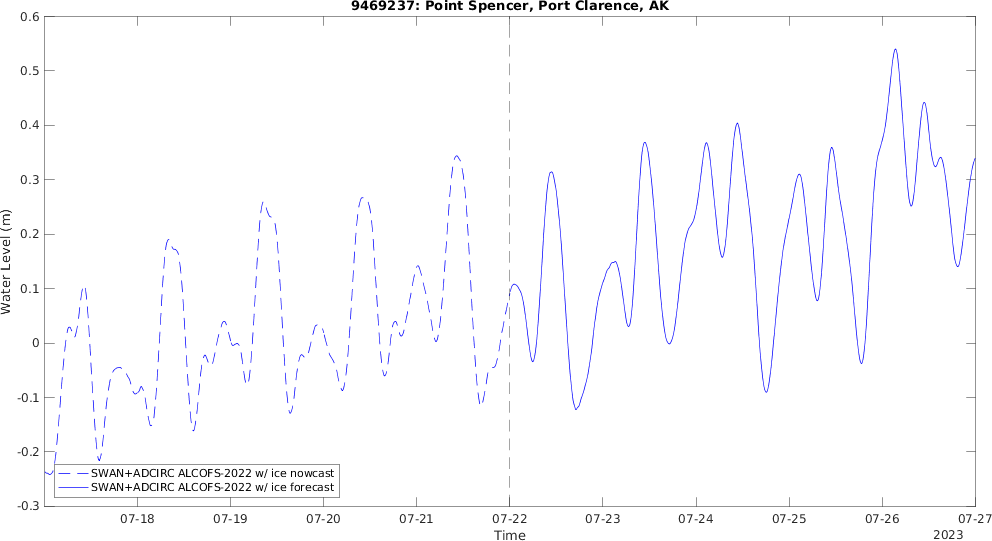 9469237: Point Spencer, Port Clarence, AK
0.6
0.5
0.4
0.3
0.2
0.1
0
-0.1
-0.2
-0.3
Water Level (m)
SWAN+ADCIRC ALCOFS-2022 w/ ice nowcast
SWAN+ADCIRC ALCOFS-2022 w/ ice forecast
07-18 07-19 07-20 07-21 07-22 07-23 07-24 07-25 07-26 07-27
Time
2023